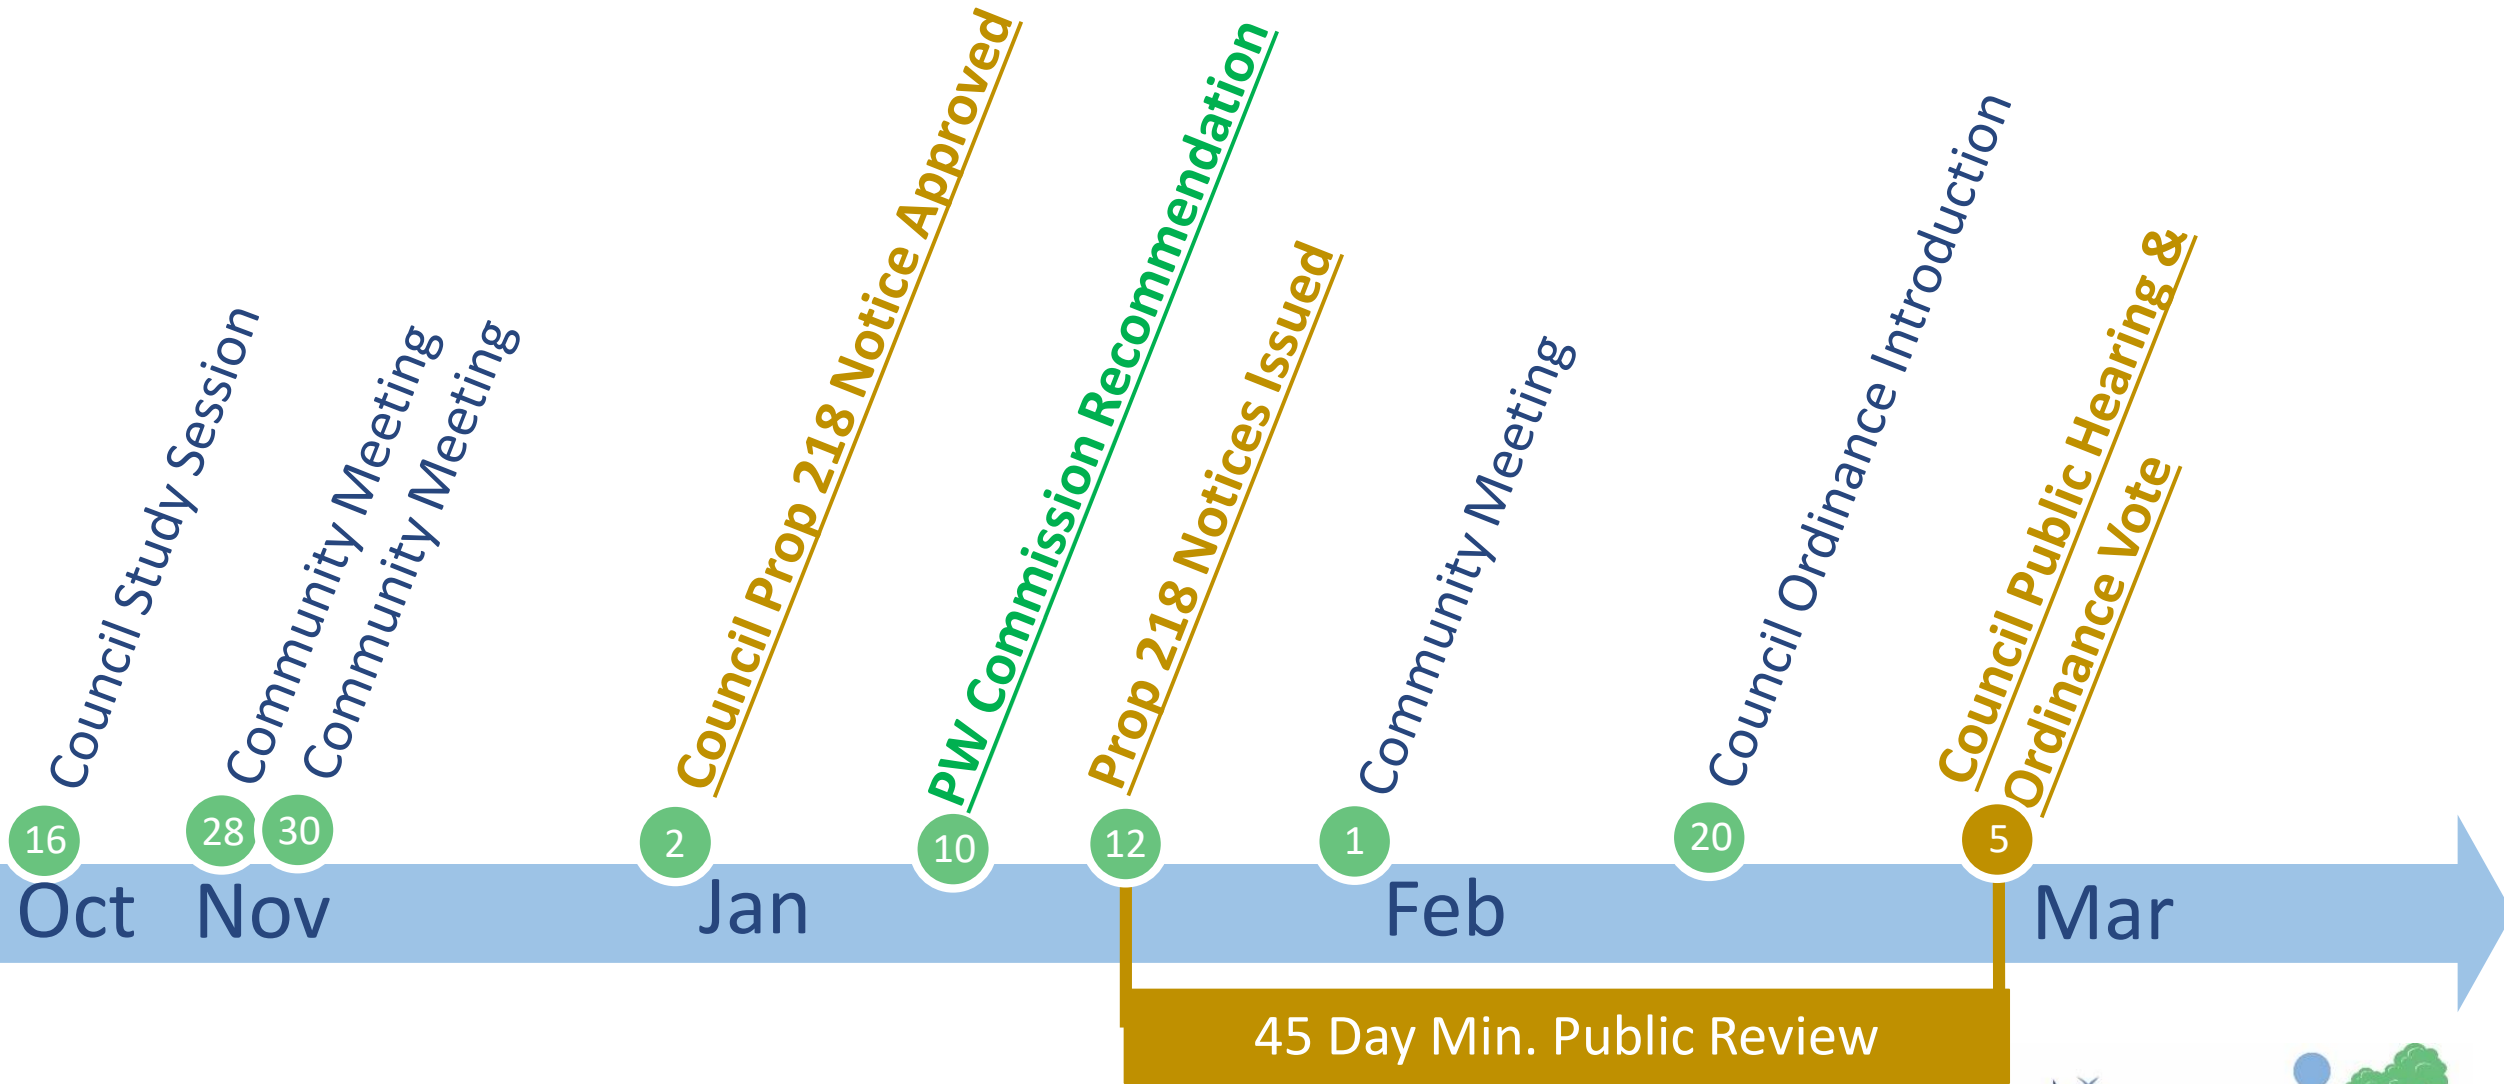 Council Study Session
Community Meeting
Community Meeting
Council Prop 218 Notice Approved
PW Commission Recommendation
Prop 218 Notices Issued
Community Meeting
Council Ordinance Introduction
Council Public Hearing &
Ordinance Vote
16
28
30
2
10
12
1
20
5
Oct
Nov
Jan
Feb
Mar
45 Day Min. Public Review